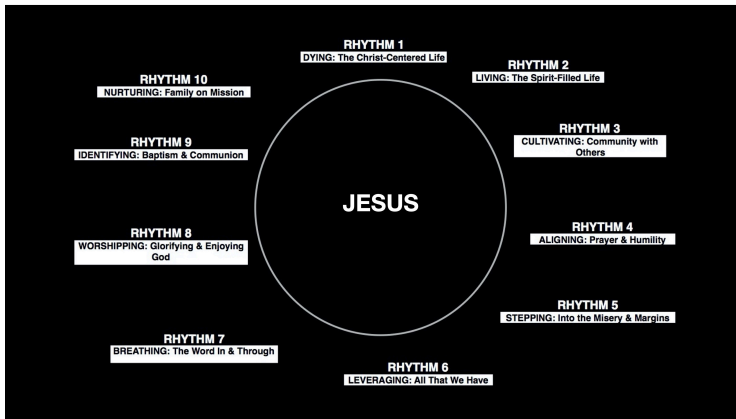 RHYTHM 1
DYING: The Christ-Centered Life
RHYTHM 2
LIVING: The Spirit-Filled Life
RHYTHM 3
CULTIVATING: Community with
Others
RHYTHM 4
ALIGNING: Prayer & Humility
RHYTHM 5
STEPPING: Into the Misery & Margins
RHYTHM 6
LEVERAGING: All That We Have
RHYTHM 7
BREATHING: The Word In & Through
RHYTHM 8
WORSHIPPING: Glorifying & Enjoying
God
RHYTHM 9
IDENTIFYING: Baptism & Communion
RHYTHM 10
NURTURING: Family on Mission
JESUS